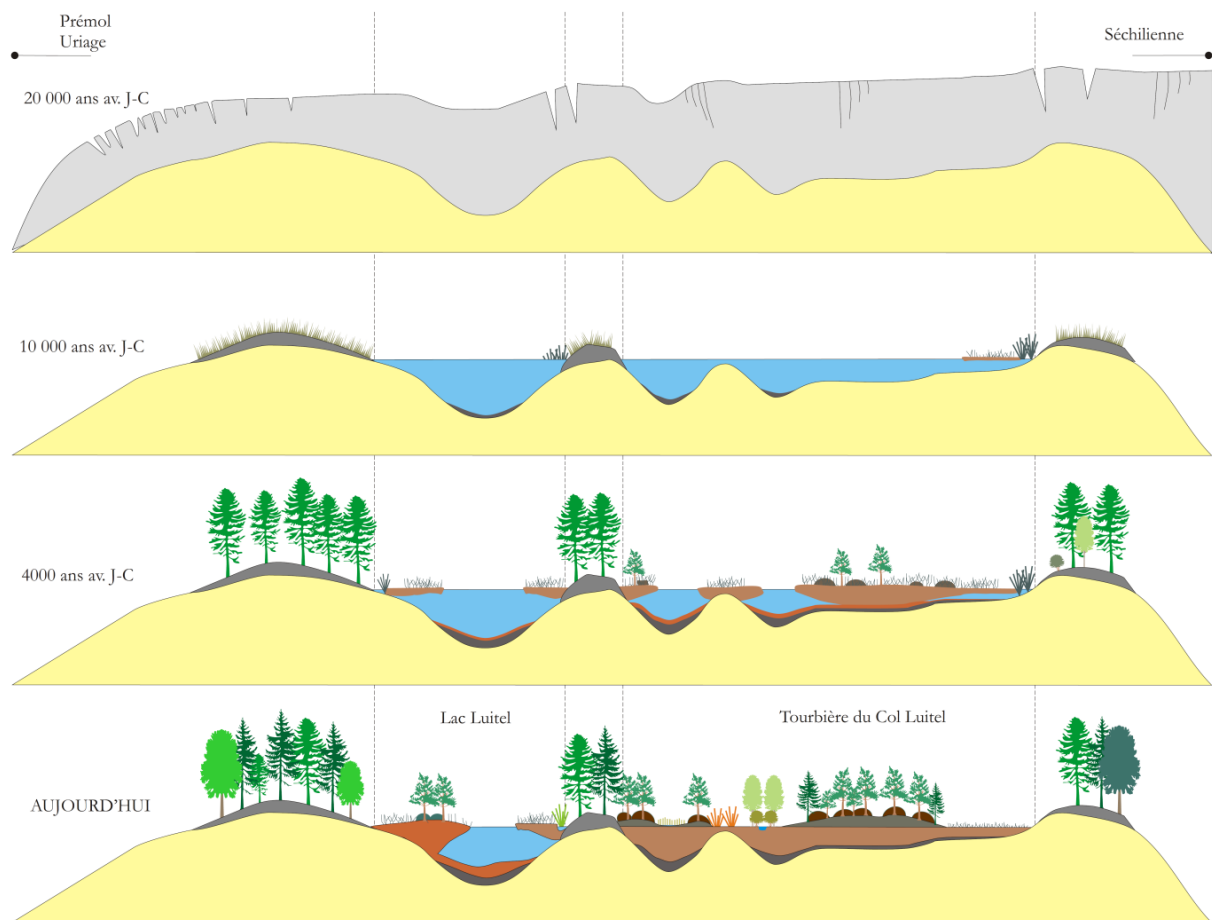 Prémol
Uriage
Séchilienne
20 000 ans av. J-C
10 000 ans av. J-C
4000 ans av. J-C
Lac Luitel
Tourbière du Col Luitel
AUJOURD'HUI